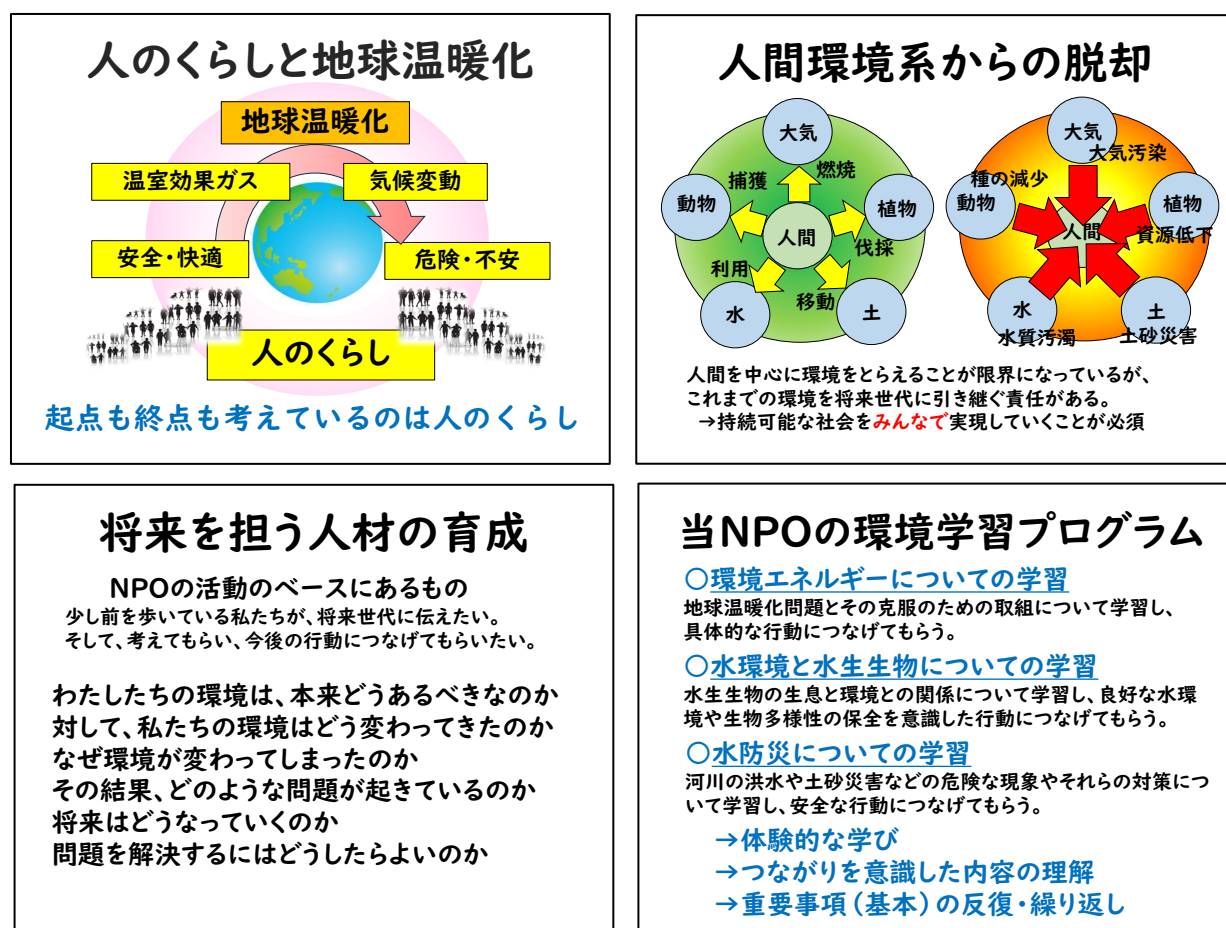 人のくらしと地球温暖化
地球温暖化
温室効果ガス
気候変動
安全・快適
危険・不安
人のくらし
起点も終点も考えているのは人のくらし
人間環境系からの脱却
大気
捕獲
燃焼
動物
植物
人間
伐採
利用
移動
水
土
大気
大気汚染
種の減少
動物
植物
人間
資源低下
水
土
水質汚濁
土砂災害
人間を中心に環境をとらえることが限界になっているが、
これまでの環境を将来世代に引き継ぐ責任がある。
→持続可能な社会をみんなで実現していくことが必須
将来を担う人材の育成
NPOの活動のベースにあるもの
少し前を歩いている私たちが、将来世代に伝えたい。
そして、考えてもらい、今後の行動につなげてもらいたい。
わたしたちの環境は、本来どうあるべきなのか
対して、私たちの環境はどう変わってきたのか
なぜ環境が変わってしまったのか
その結果、どのような問題が起きているのか
将来はどうなっていくのか
問題を解決するにはどうしたらよいのか
当NPOの環境学習プログラム
○環境エネルギーについての学習
地球温暖化問題とその克服のための取組について学習し、
具体的な行動につなげてもらう。
○水環境と水生生物についての学習
水生生物の生息と環境との関係について学習し、良好な水環
境や生物多様性の保全を意識した行動につなげてもらう。
○水防災についての学習
河川の洪水や土砂災害などの危険な現象やそれらの対策につ
いて学習し、安全な行動につなげてもらう。
→体験的な学び
→つながりを意識した内容の理解
→重要事項（基本）の反復・繰り返し